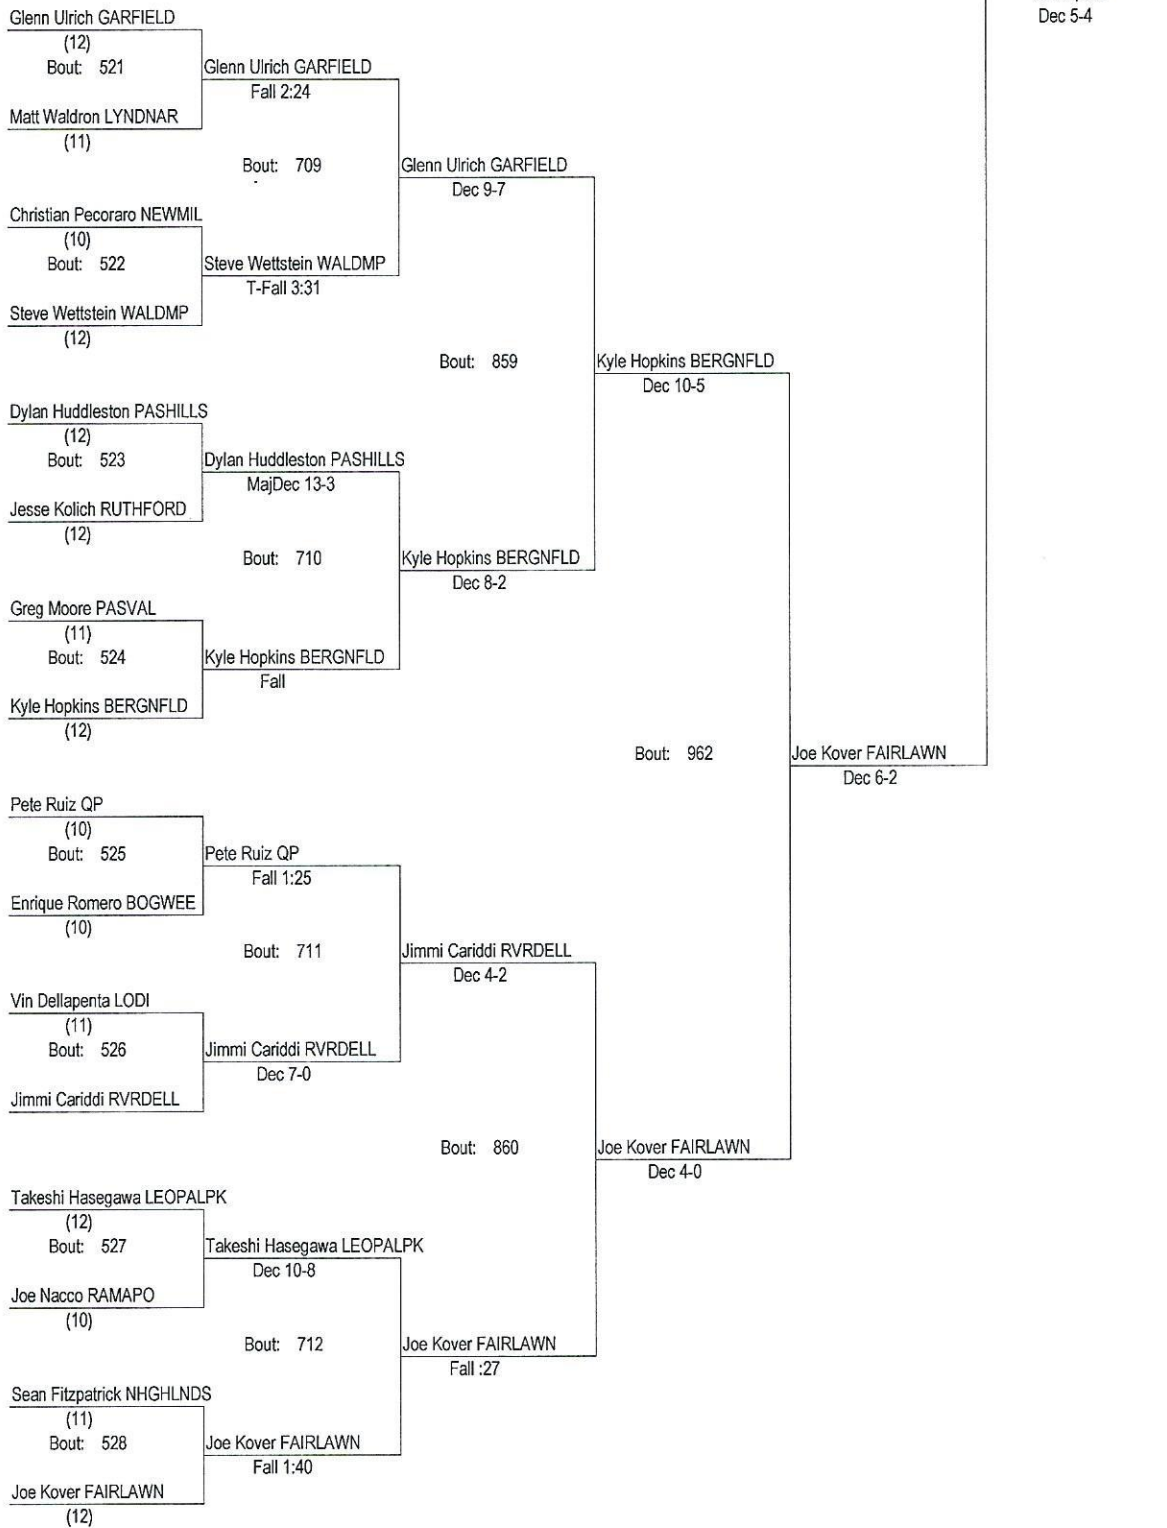 Dec 5-4
Glenn Ulrich GARFIELD
(12)
Bout: 521
Glenn Ulrich GARFIELD
Fall 2:24
Matt Waldron LYNDNAR
(11)
Bout: 709
Glenn Ulrich GARFIELD
Dec 9-7
Christian Pecoraro NEWMIL
(10)
Bout: 522
Steve Wettstein WALDMP
T-Fall 3:31
Steve Wettstein WALDMP
(12)
Bout: 859
Kyle Hopkins BERGNFLD
Dec 10-5
Dylan Huddleston PASHILLS
(12)
Bout: 523
Dylan Huddleston PASHILLS
MajDec 13-3
Jesse Kolich RUTHFORD
(12)
Bout: 710
Kyle Hopkins BERGNFLD
Dec 8-2
Greg Moore PASVAL
(11)
Bout: 524
Kyle Hopkins BERGNFLD
Fall
Kyle Hopkins BERGNFLD
(12)
Bout: 962
Joe Kover FAIRLAWN
Dec 6-2
Pete Ruiz QP
(10)
Bout: 525
Pete Ruiz QP
Fall 1:25
Enrique Romero BOGWEE
(10)
Bout: 711
Jimmi Cariddi RVRDELL
Dec 4-2
Vin Dellapenta LODI
(11)
Bout: 526
Jimmi Cariddi RVRDELL
Dec 7-0
Jimmi Cariddi RVRDELL
Bout: 860
Joe Kover FAIRLAWN
Dec 4-0
Takeshi Hasegawa LEOPALPK
(12)
Bout: 527
Takeshi Hasegawa LEOPALPK
Dec 10-8
Joe Nacco RAMAPO
(10)
Bout: 712
Joe Kover FAIRLAWN
Fall :27
Sean Fitzpatrick NHGHLNDS
(11)
Bout: 528
Joe Kover FAIRLAWN
Fall 1:40
Joe Kover FAIRLAWN
(12)